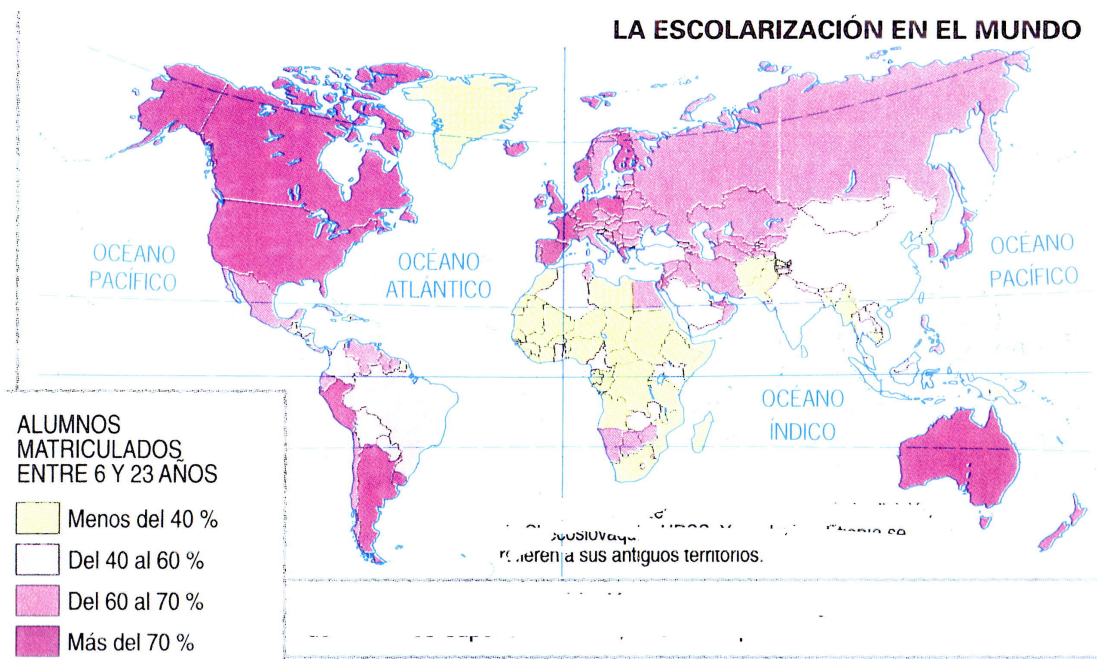 LA ESCOLARIZACIÓN EN EL MUNDO
OCÉANO
PACÍFICO
OCÉANO
ATLÁNTICO
OCÉANO
PACÍFICO
OCÉANO
ÍNDICO
ALUMNOS
MATRICULADOS
ENTRE 6 Y 23 AÑOS
Menos del 40 %
Del 40 al 60 %
Del 60 al 70 %
Más del 70 %
a sus antiguos territorios.